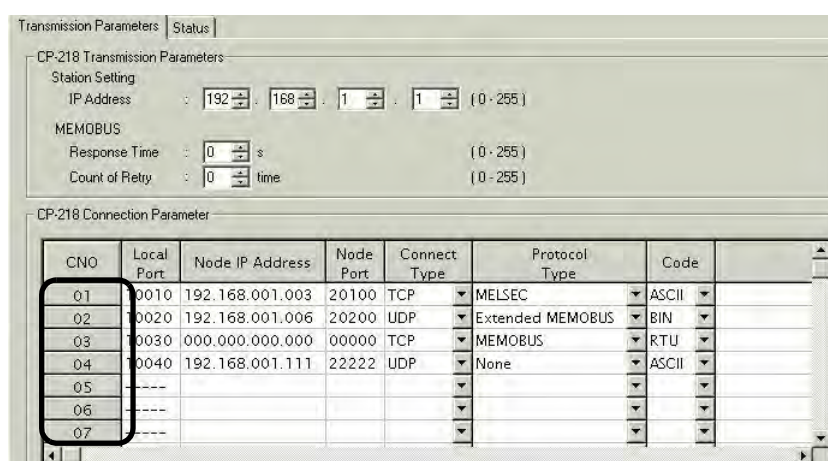 Transmission Parameters Status
CP-218 Transmission Parameters
Station Setting
IP Address : 192 . 168 . 1 . 1 ( 0 - 255 )
MEMOBUS
Response Time : 0 s ( 0 - 255 )
Count of Retry : 0 time ( 0 - 255 )
CP-218 Connection Parameter
CNO Local Port Node IP Address Node Port Connect Type Protocol Type Code
01 10010 192.168.001.003 20100 TCP MELSEC ASCII
02 10020 192.168.001.006 20200 UDP Extended MEMOBUS BIN
03 10030 000.000.000.000 00000 TCP MEMOBUS RTU
04 10040 192.168.001.111 22222 UDP None ASCII
05 -----
06 -----
07 -----